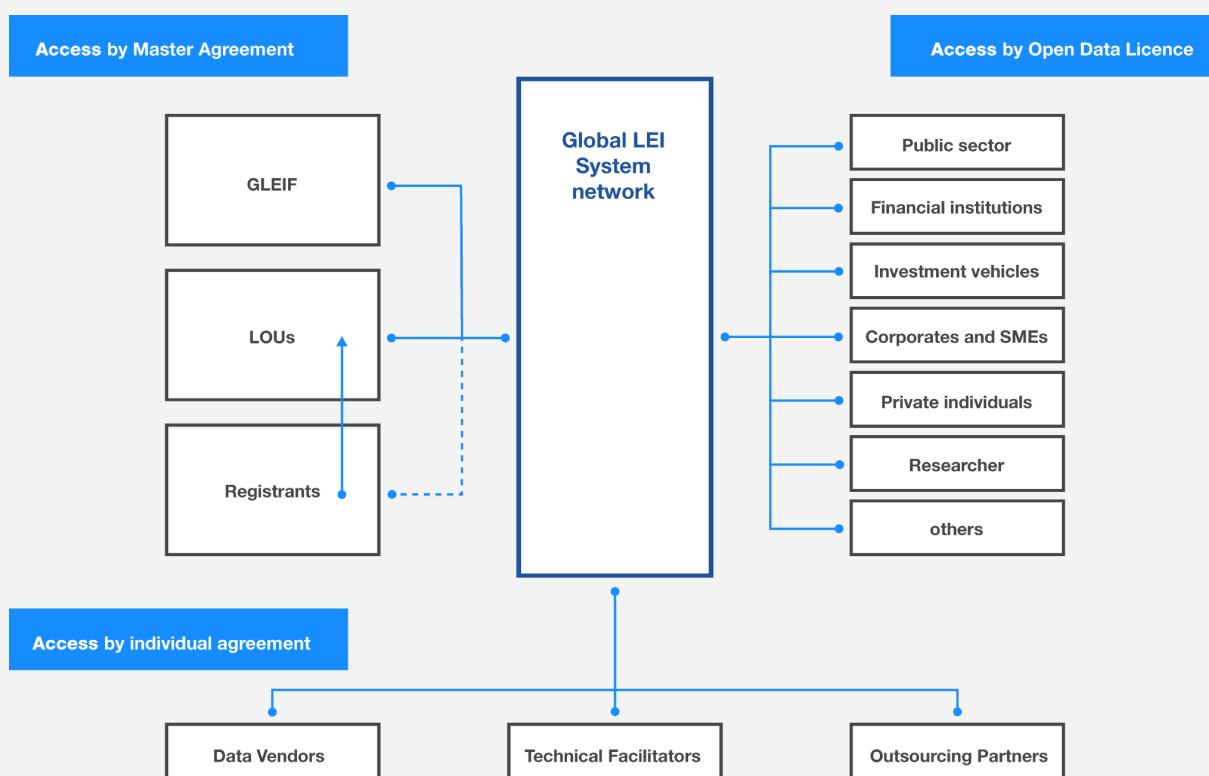 Access by Master Agreement
Access by Open Data Licence
GLEIF
LOUs
Registrants
Global LEI
System
network
Public sector
Financial institutions
Investment vehicles
Corporates and SMEs
Private individuals
Researcher
others
Access by individual agreement
Data Vendors
Technical Facilitators
Outsourcing Partners